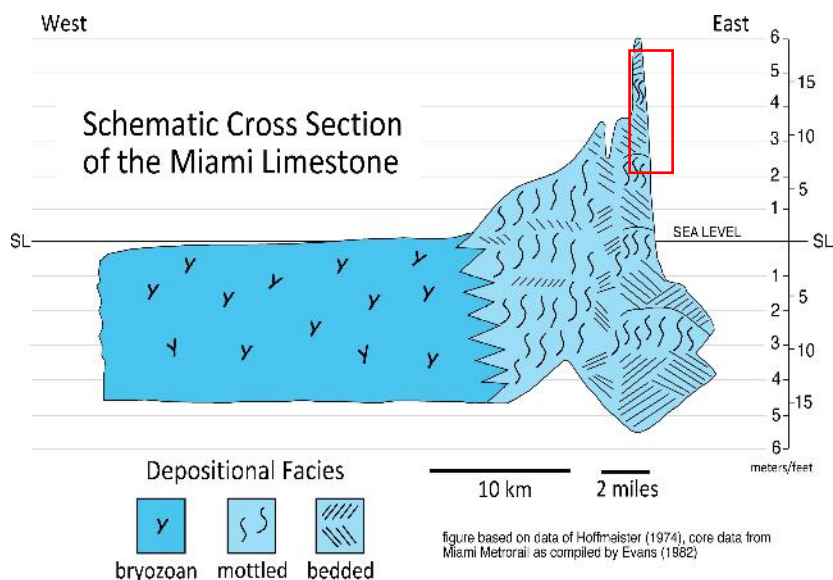 West
East
Schematic Cross Section
of the Miami Limestone
6
5
15
4
3
10
2
5
1
SL
SEA LEVEL
SL
1
2
5
3
10
4
5
15
6
meters/feet
Depositional Facies
10 km
2 miles
bryozoan
mottled
bedded
figure based on data of Hoffmeister (1974), core data from
Miami Metrorail as compiled by Evans (1982)